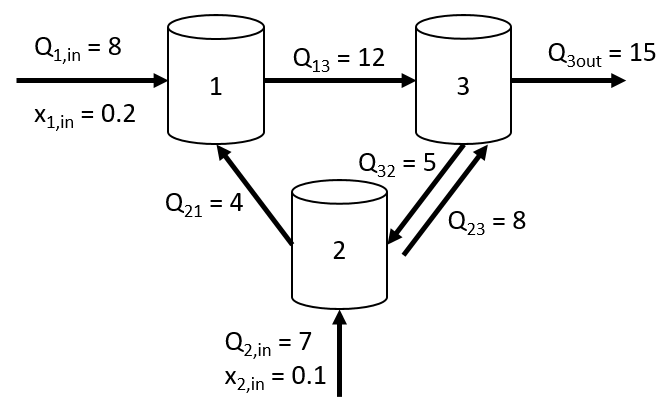 Q1,in = 8
x1,in = 0.2
1
Q13 = 12
3
Q3out = 15
Q32 = 5
Q21 = 4
Q23 = 8
2
Q2,in = 7
x2,in = 0.1